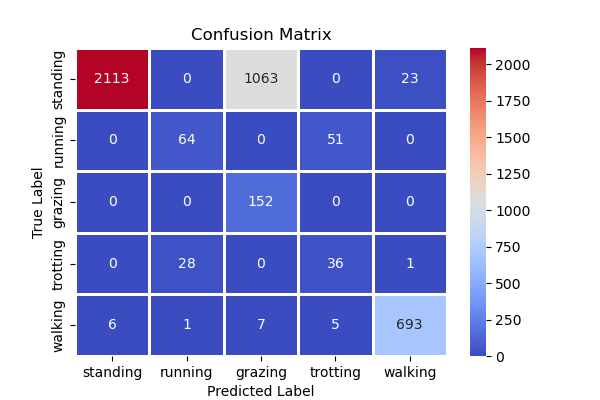 Confusion Matrix
True Label
standing 2113 0 1063 0 23
running 0 64 0 51 0
grazing 0 0 152 0 0
trotting 0 28 0 36 1
walking 6 1 7 5 693
standing running grazing trotting walking
Predicted Label
2000
1750
1500
1250
1000
750
500
250
0